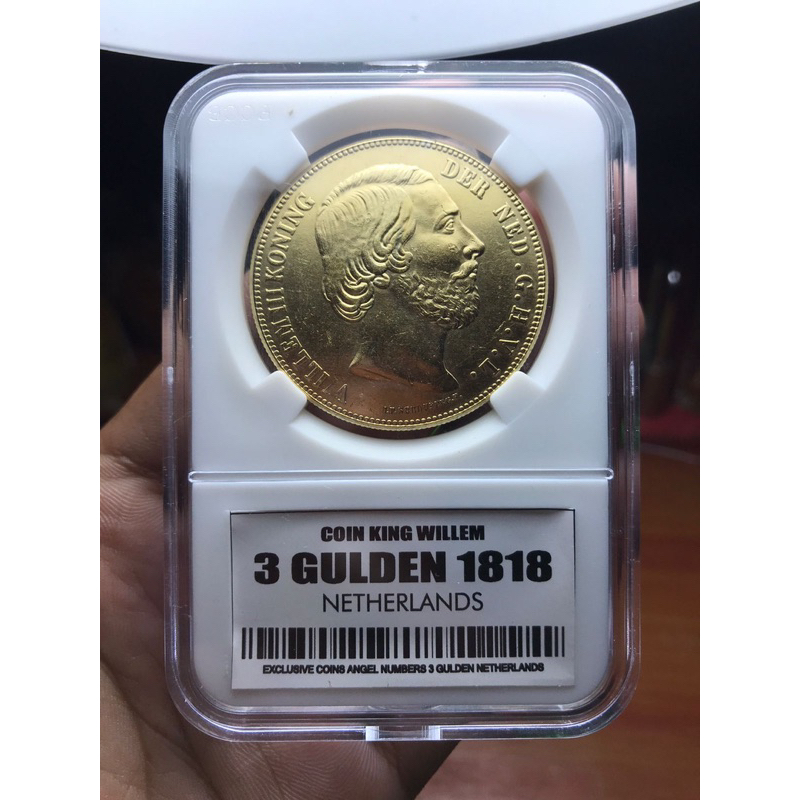 WILLEM III KONING DER NED. G.H.V.L.
COIN KING WILLEM
3 GULDEN 1818
NETHERLANDS
EXCLUSIVE COINS ANGEL NUMBERS 3 GULDEN NETHERLANDS